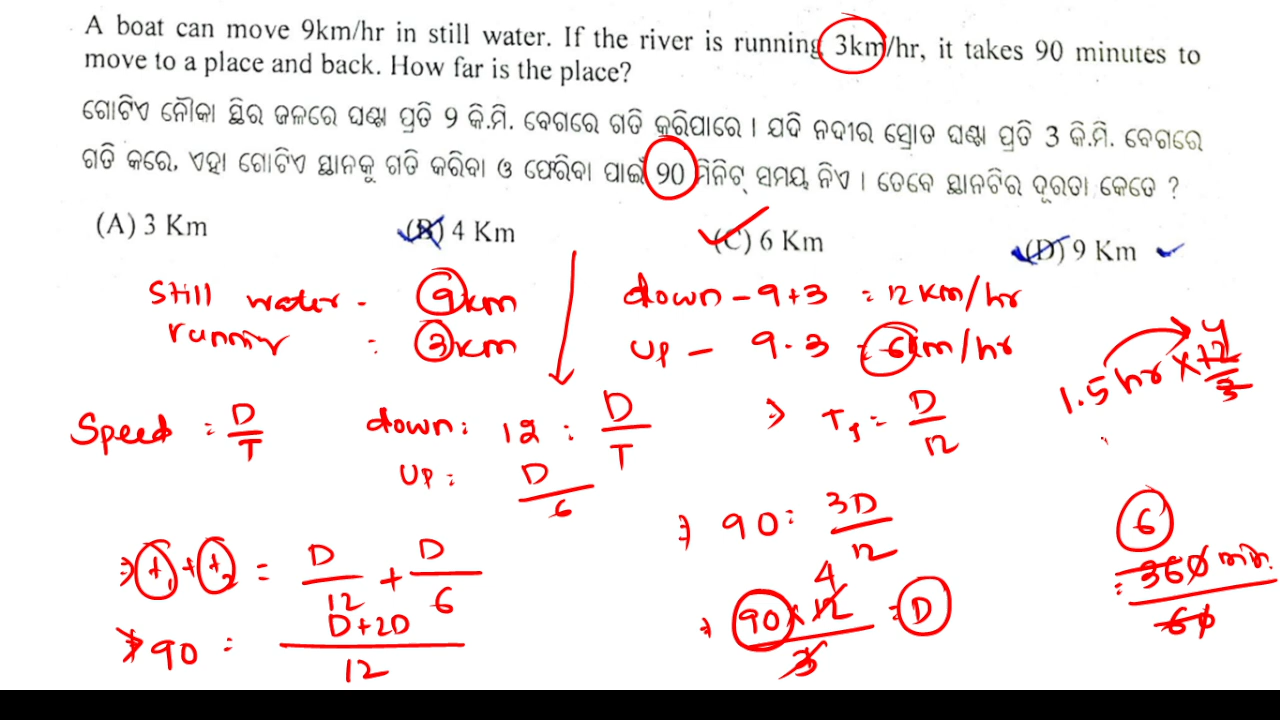 A boat can move 9km/hr in still water. If the river is running 3km/hr, it takes 90 minutes to
move to a place and back. How far is the place?
ଗୋଟିଏ ନୌକା ସ୍ଥିର ଜଳରେ ଘଣ୍ଟା ପ୍ରତି 9 କି.ମି. ବେଗରେ ଗତି କରିପାରେ । ଯଦି ନଦୀର ସ୍ରୋତ ଘଣ୍ଟା ପ୍ରତି 3 କି.ମି. ବେଗରେ
ଗତି କରେ, ଏହା ଗୋଟିଏ ସ୍ଥାନକୁ ଗତି କରିବା ଓ ଫେରିବା ପାଇଁ 90 ମିନିଟ୍ ସମୟ ନିଏ । ତେବେ ସ୍ଥାନଟିର ଦୂରତା କେତେ ?
(A) 3 Km (B) 4 Km (C) 6 Km (D) 9 Km
Still water - 9km down - 9+3 = 12 km/hr
running = 3km up - 9-3 = 6km/hr
1.5 hr × 12/3 4
Speed = D/T down = 12 = D/T ⇒ T1 = D/12
Up = D/6
⇒ 90 = 3D/12
6
⇒ t1 + t2 = D/12 + D/6
⇒ 90×12/3 = D 4
= 360 min. / 60
⇒ 90 = D+2D/12